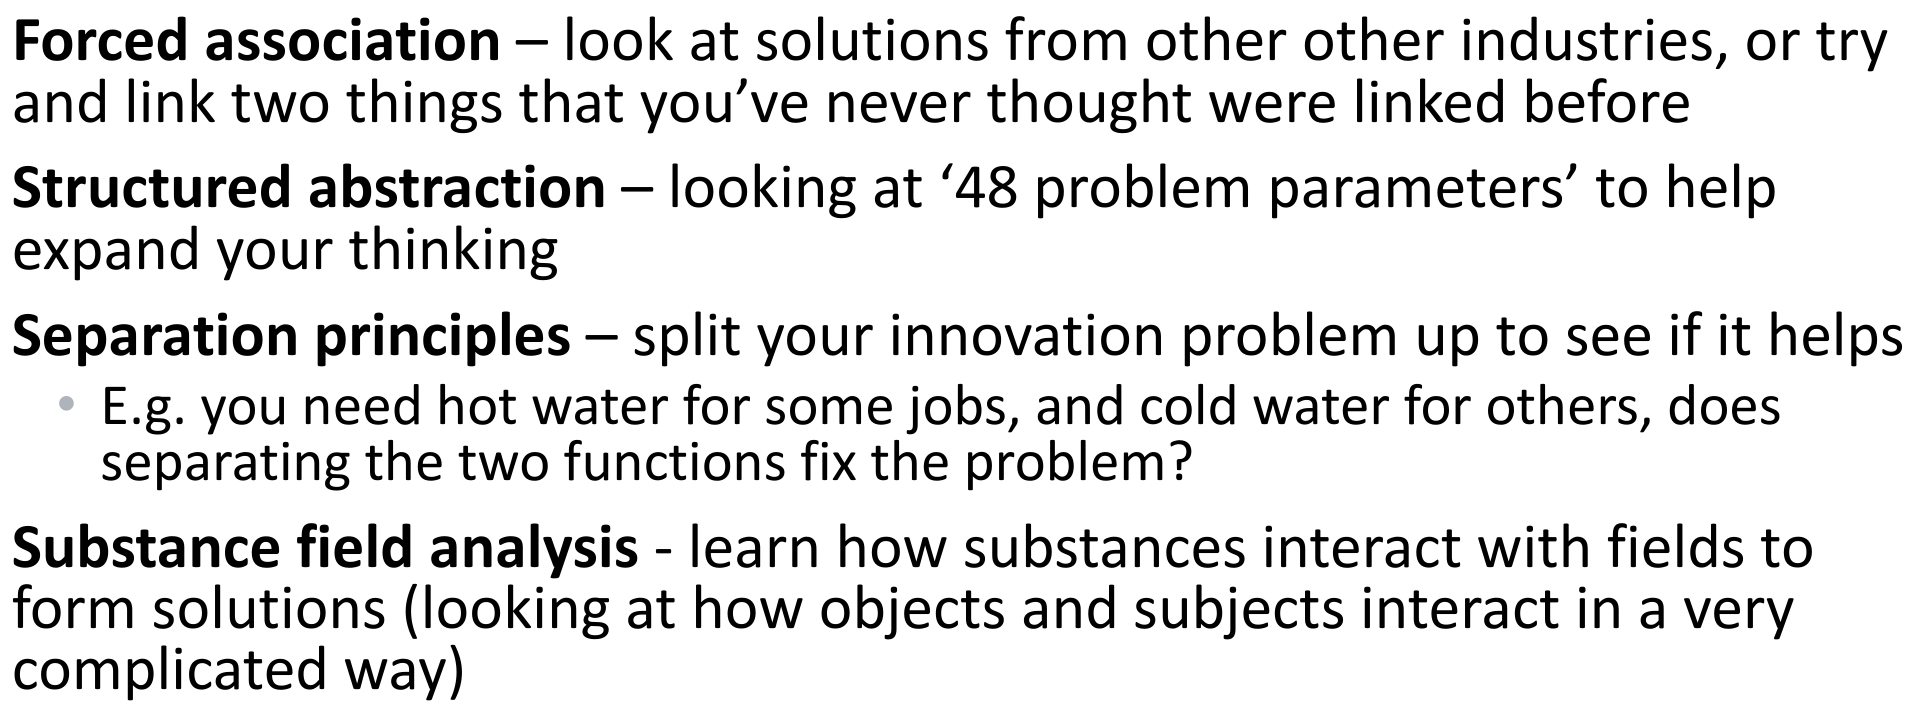 Forced association – look at solutions from other other industries, or try
and link two things that you’ve never thought were linked before
Structured abstraction – looking at ‘48 problem parameters’ to help
expand your thinking
Separation principles – split your innovation problem up to see if it helps
• E.g. you need hot water for some jobs, and cold water for others, does
separating the two functions fix the problem?
Substance field analysis - learn how substances interact with fields to
form solutions (looking at how objects and subjects interact in a very
complicated way)